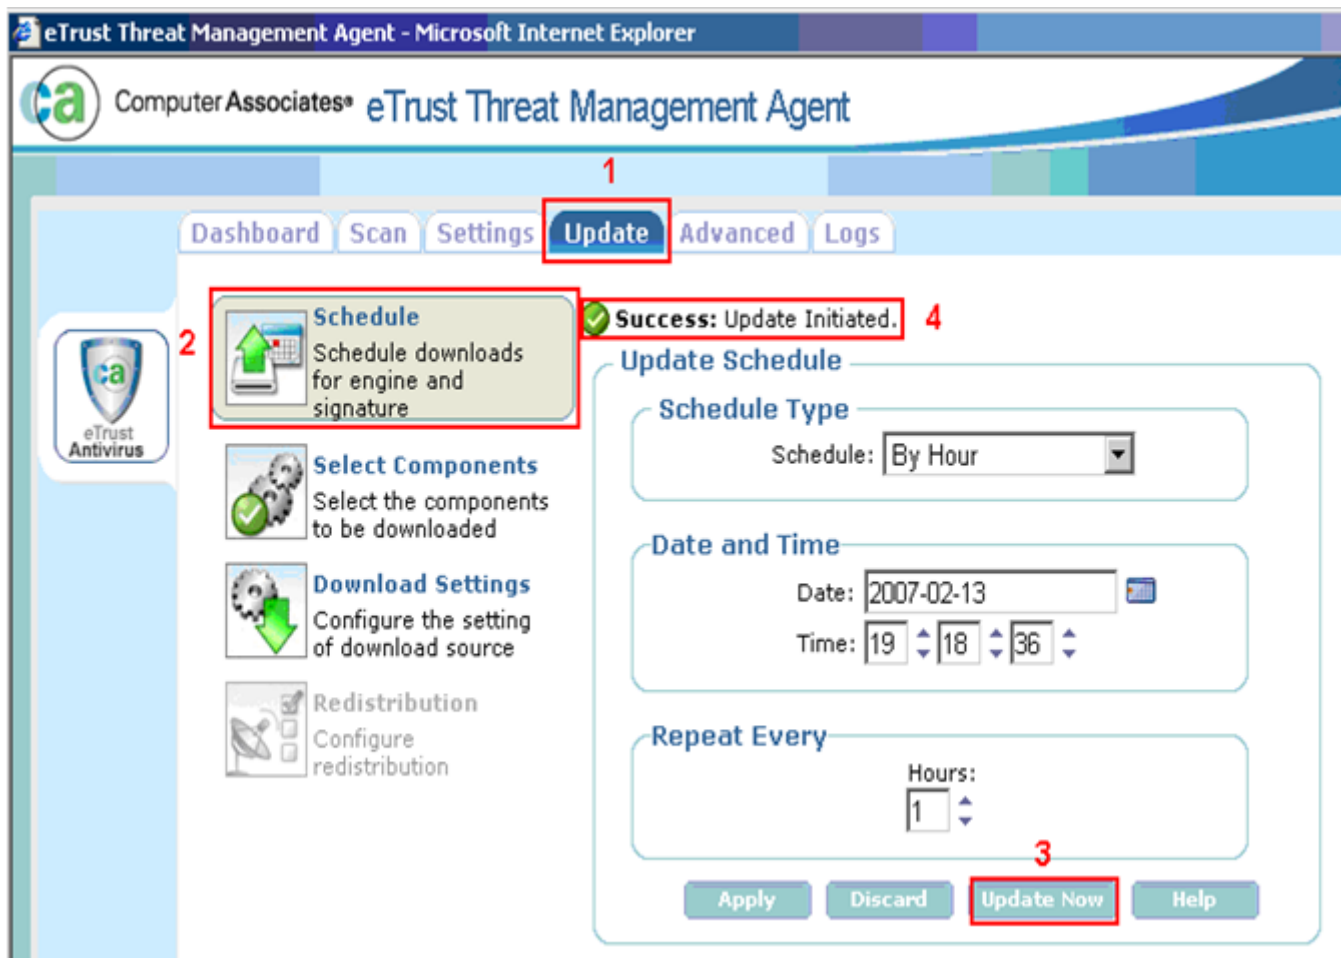 eTrust Threat Management Agent - Microsoft Internet Explorer
ca Computer Associates® eTrust Threat Management Agent
1
Dashboard Scan Settings Update Advanced Logs
2
Schedule
Schedule downloads
for engine and
signature
Select Components
Select the components
to be downloaded
Download Settings
Configure the setting
of download source
Redistribution
Configure
redistribution
ca
eTrust
Antivirus
Success: Update Initiated.
4
Update Schedule
Schedule Type
Schedule: By Hour
Date and Time
Date: 2007-02-13
Time: 19 18 36
Repeat Every
Hours:
1
3
Apply Discard Update Now Help